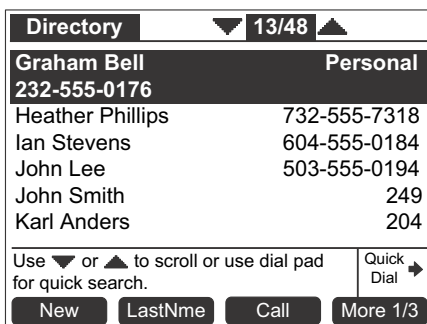 Directory 13/48
Graham Bell Personal
232-555-0176
Heather Phillips 732-555-7318
Ian Stevens 604-555-0184
John Lee 503-555-0194
John Smith 249
Karl Anders 204
Use ▼ or ▲ to scroll or use dial pad
for quick search.
Quick
Dial
New LastNme Call More 1/3